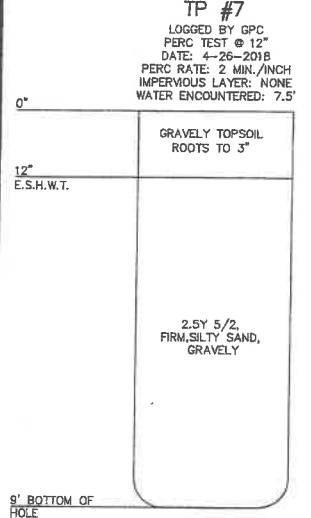 TP #7
LOGGED BY GPC
PERC TEST @ 12"
DATE: 4-26-2018
PERC RATE: 2 MIN./INCH
IMPERVIOUS LAYER: NONE
WATER ENCOUNTERED: 7.5'
0"
GRAVELY TOPSOIL
ROOTS TO 3"
12"
E.S.H.W.T.
2.5Y 5/2,
FIRM,SILTY SAND,
GRAVELY
9' BOTTOM OF
HOLE